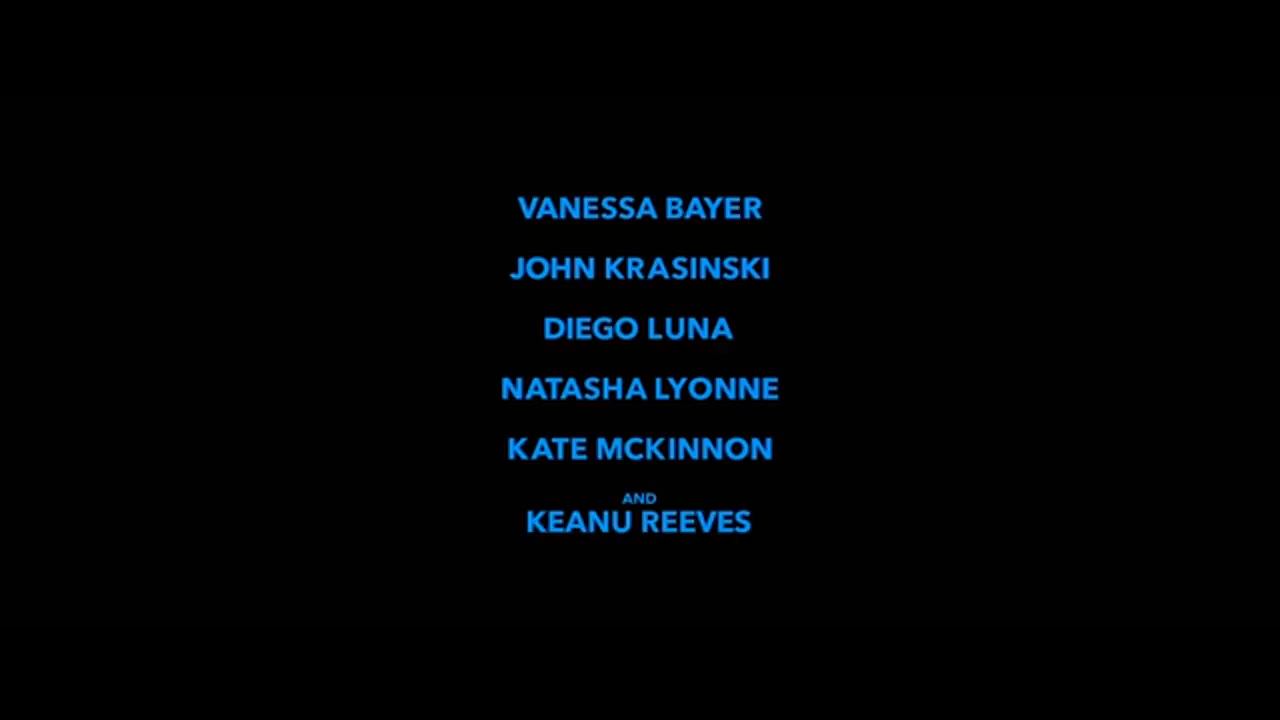 VANESSA BAYER
JOHN KRASINSKI
DIEGO LUNA
NATASHA LYONNE
KATE MCKINNON
AND
KEANU REEVES